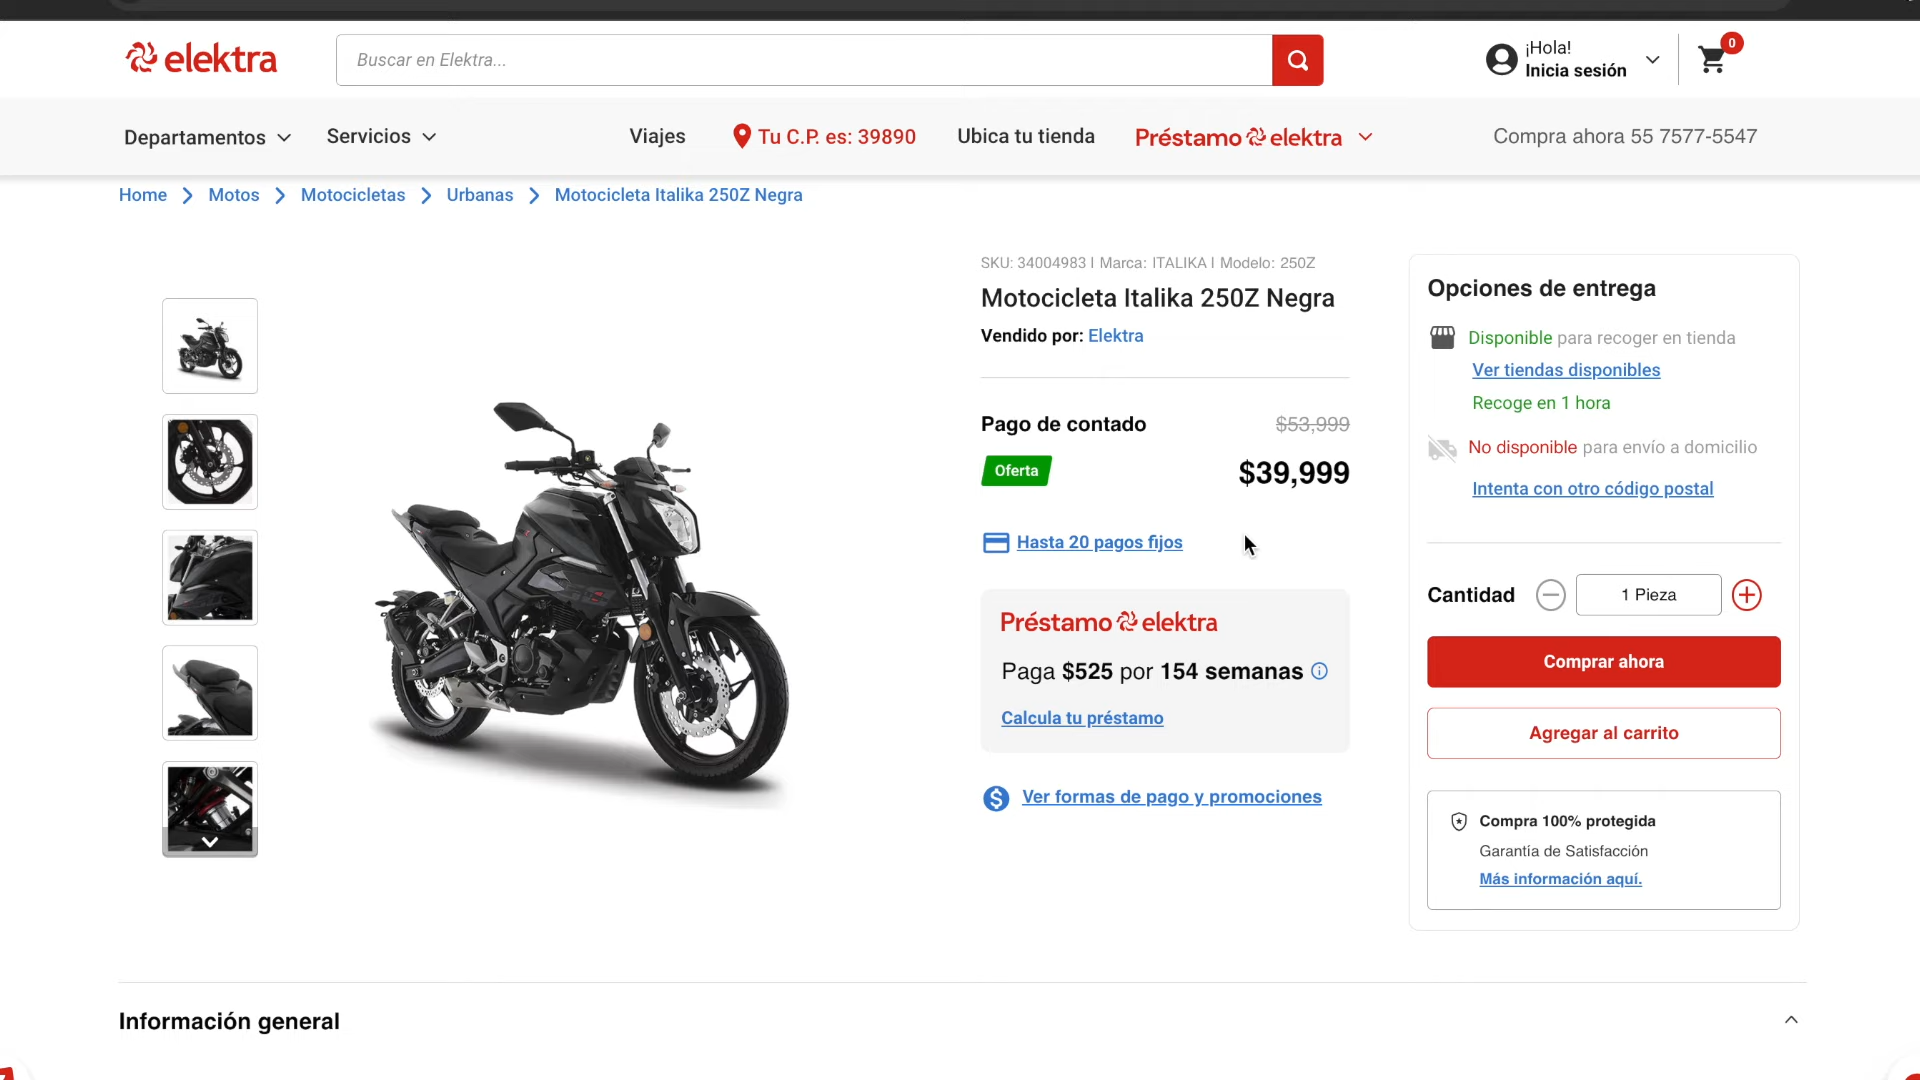 elektra
Buscar en Elektra...
¡Hola!
Inicia sesión
0
Departamentos
Servicios
Viajes
Tu C.P. es: 39890
Ubica tu tienda
Préstamo elektra
Compra ahora 55 7577-5547
Home > Motos > Motocicletas > Urbanas > Motocicleta Italika 250Z Negra
SKU: 34004983 I Marca: ITALIKA I Modelo: 250Z
Motocicleta Italika 250Z Negra
Vendido por: Elektra
Pago de contado
$53,999
Oferta
$39,999
Hasta 20 pagos fijos
Préstamo elektra
Paga $525 por 154 semanas
Calcula tu préstamo
Ver formas de pago y promociones
Opciones de entrega
Disponible para recoger en tienda
Ver tiendas disponibles
Recoge en 1 hora
No disponible para envío a domicilio
Intenta con otro código postal
Cantidad
1 Pieza
Comprar ahora
Agregar al carrito
Compra 100% protegida
Garantía de Satisfacción
Más información aquí.
Información general